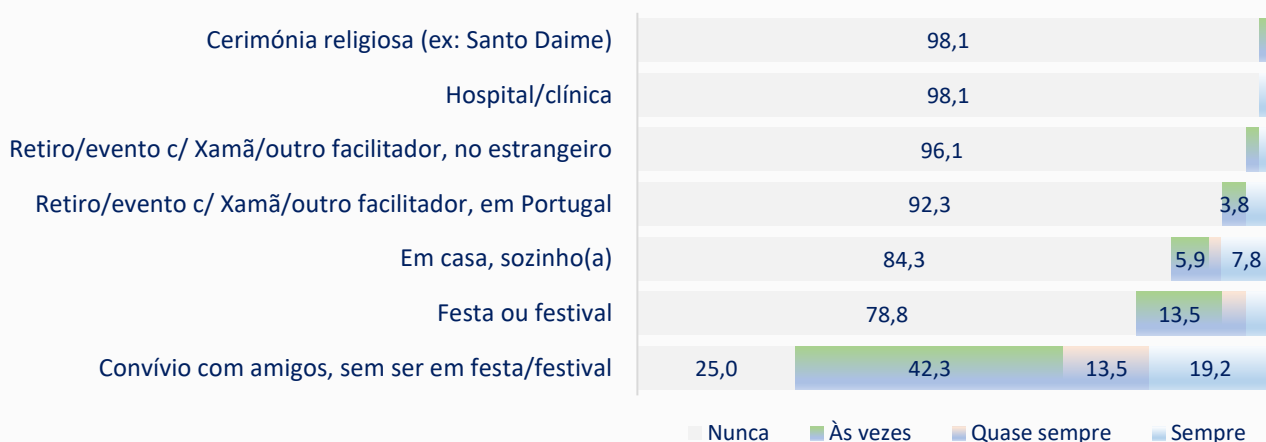 Cerimónia religiosa (ex: Santo Daime) 98,1
Hospital/clínica 98,1
Retiro/evento c/ Xamã/outro facilitador, no estrangeiro 96,1
Retiro/evento c/ Xamã/outro facilitador, em Portugal 92,3 3,8
Em casa, sozinho(a) 84,3 5,9 7,8
Festa ou festival 78,8 13,5
Convívio com amigos, sem ser em festa/festival 25,0 42,3 13,5 19,2
Nunca Às vezes Quase sempre Sempre